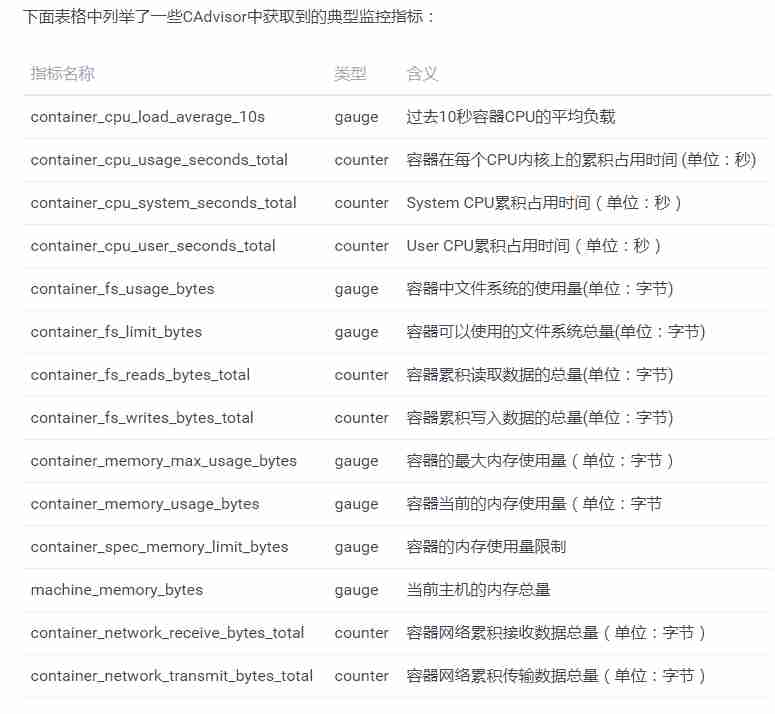 下面表格中列举了一些CAdvisor中获取到的典型监控指标：
指标名称 类型 含义
container_cpu_load_average_10s gauge 过去10秒容器CPU的平均负载
container_cpu_usage_seconds_total counter 容器在每个CPU内核上的累积占用时间 (单位：秒)
container_cpu_system_seconds_total counter System CPU累积占用时间（单位：秒）
container_cpu_user_seconds_total counter User CPU累积占用时间（单位：秒）
container_fs_usage_bytes gauge 容器中文件系统的使用量(单位：字节)
container_fs_limit_bytes gauge 容器可以使用的文件系统总量(单位：字节)
container_fs_reads_bytes_total counter 容器累积读取数据的总量(单位：字节)
container_fs_writes_bytes_total counter 容器累积写入数据的总量(单位：字节)
container_memory_max_usage_bytes gauge 容器的最大内存使用量（单位：字节）
container_memory_usage_bytes gauge 容器当前的内存使用量（单位：字节
container_spec_memory_limit_bytes gauge 容器的内存使用量限制
machine_memory_bytes gauge 当前主机的内存总量
container_network_receive_bytes_total counter 容器网络累积接收数据总量（单位：字节）
container_network_transmit_bytes_total counter 容器网络累积传输数据总量（单位：字节）